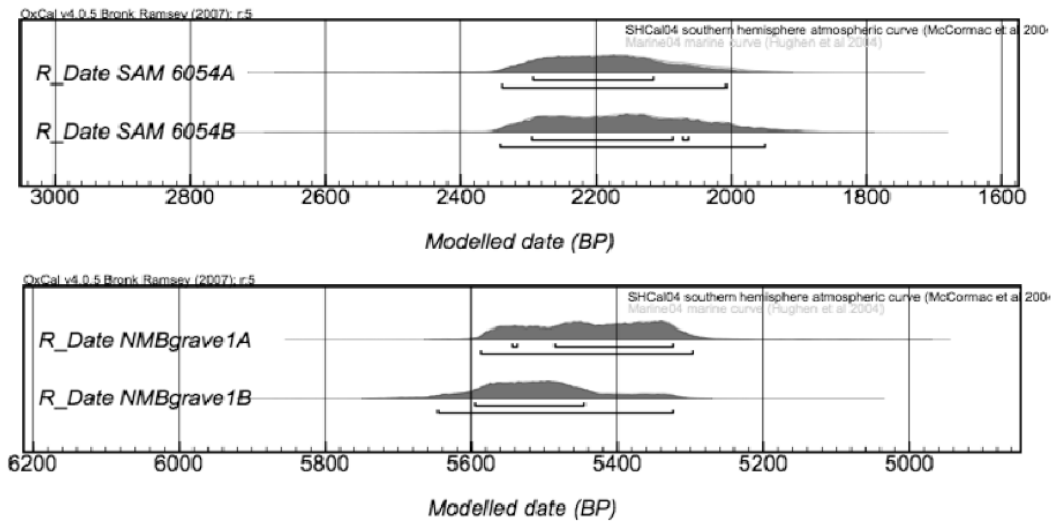 OxCal v4.0.5 Bronk Ramsey (2007); r:5
SHCal04 southern hemisphere atmospheric curve (McCormac et al 2004
Marine04 marine curve (Hughen et al 2004)
R_Date SAM 6054A
R_Date SAM 6054B
3000 2800 2600 2400 2200 2000 1800 1600
Modelled date (BP)
OxCal v4.0.5 Bronk Ramsey (2007); r:5
SHCal04 southern hemisphere atmospheric curve (McCormac et al 2004
Marine04 marine curve (Hughen et al 2004)
R_Date NMBgrave1A
R_Date NMBgrave1B
6200 6000 5800 5600 5400 5200 5000
Modelled date (BP)